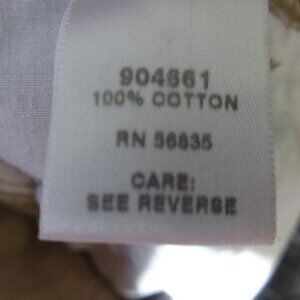 904661
100% COTTON
RN 56835
CARE:
SEE REVERSE